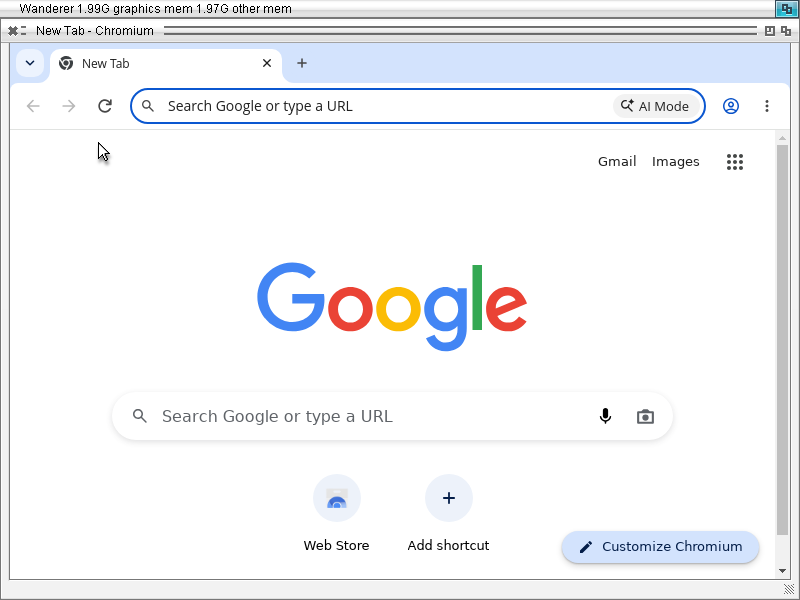 Wanderer 1.99G graphics mem 1.97G other mem
New Tab - Chromium
New Tab
Search Google or type a URL
AI Mode
Gmail
Images
Google
Search Google or type a URL
Web Store
Add shortcut
Customize Chromium